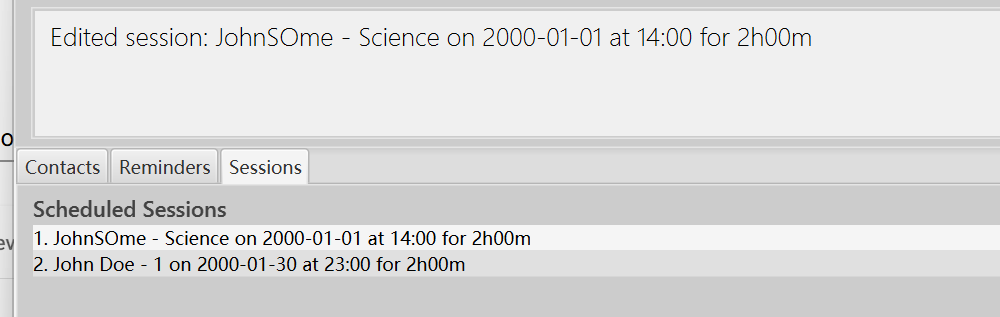 Edited session: JohnSOme - Science on 2000-01-01 at 14:00 for 2h00m
Contacts Reminders Sessions
Scheduled Sessions
1. JohnSOme - Science on 2000-01-01 at 14:00 for 2h00m
2. John Doe - 1 on 2000-01-30 at 23:00 for 2h00m